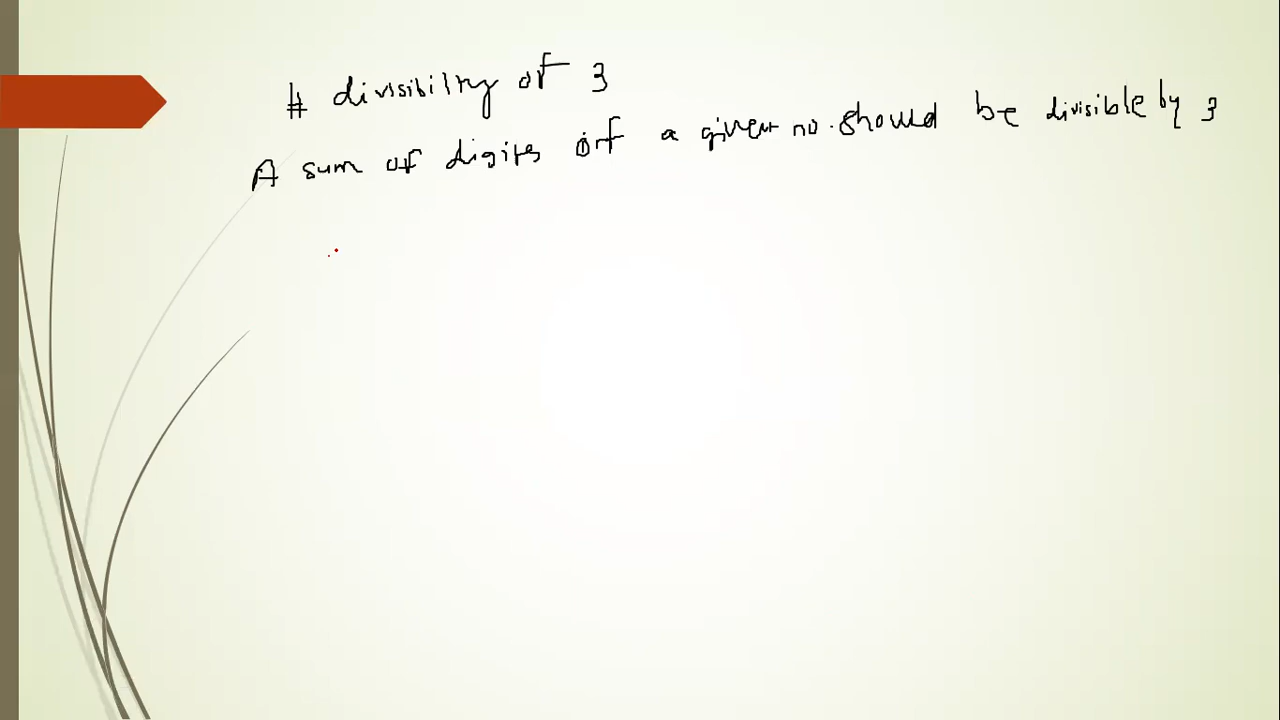 # divisibility of 3
A sum of digits of a given no. should be divisible by 3